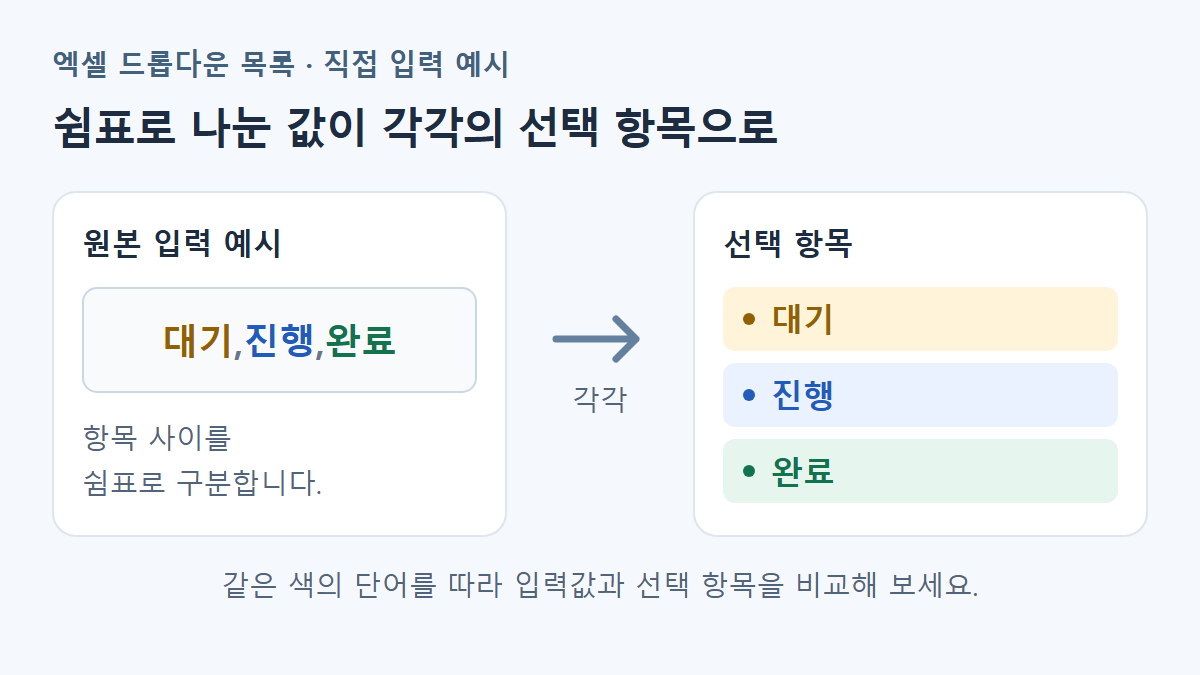 엑셀 드롭다운 목록 · 직접 입력 예시
쉼표로 나눈 값이 각각의 선택 항목으로
원본 입력 예시
대기,진행,완료
항목 사이를
쉼표로 구분합니다.
각각
선택 항목
• 대기
• 진행
• 완료
같은 색의 단어를 따라 입력값과 선택 항목을 비교해 보세요.